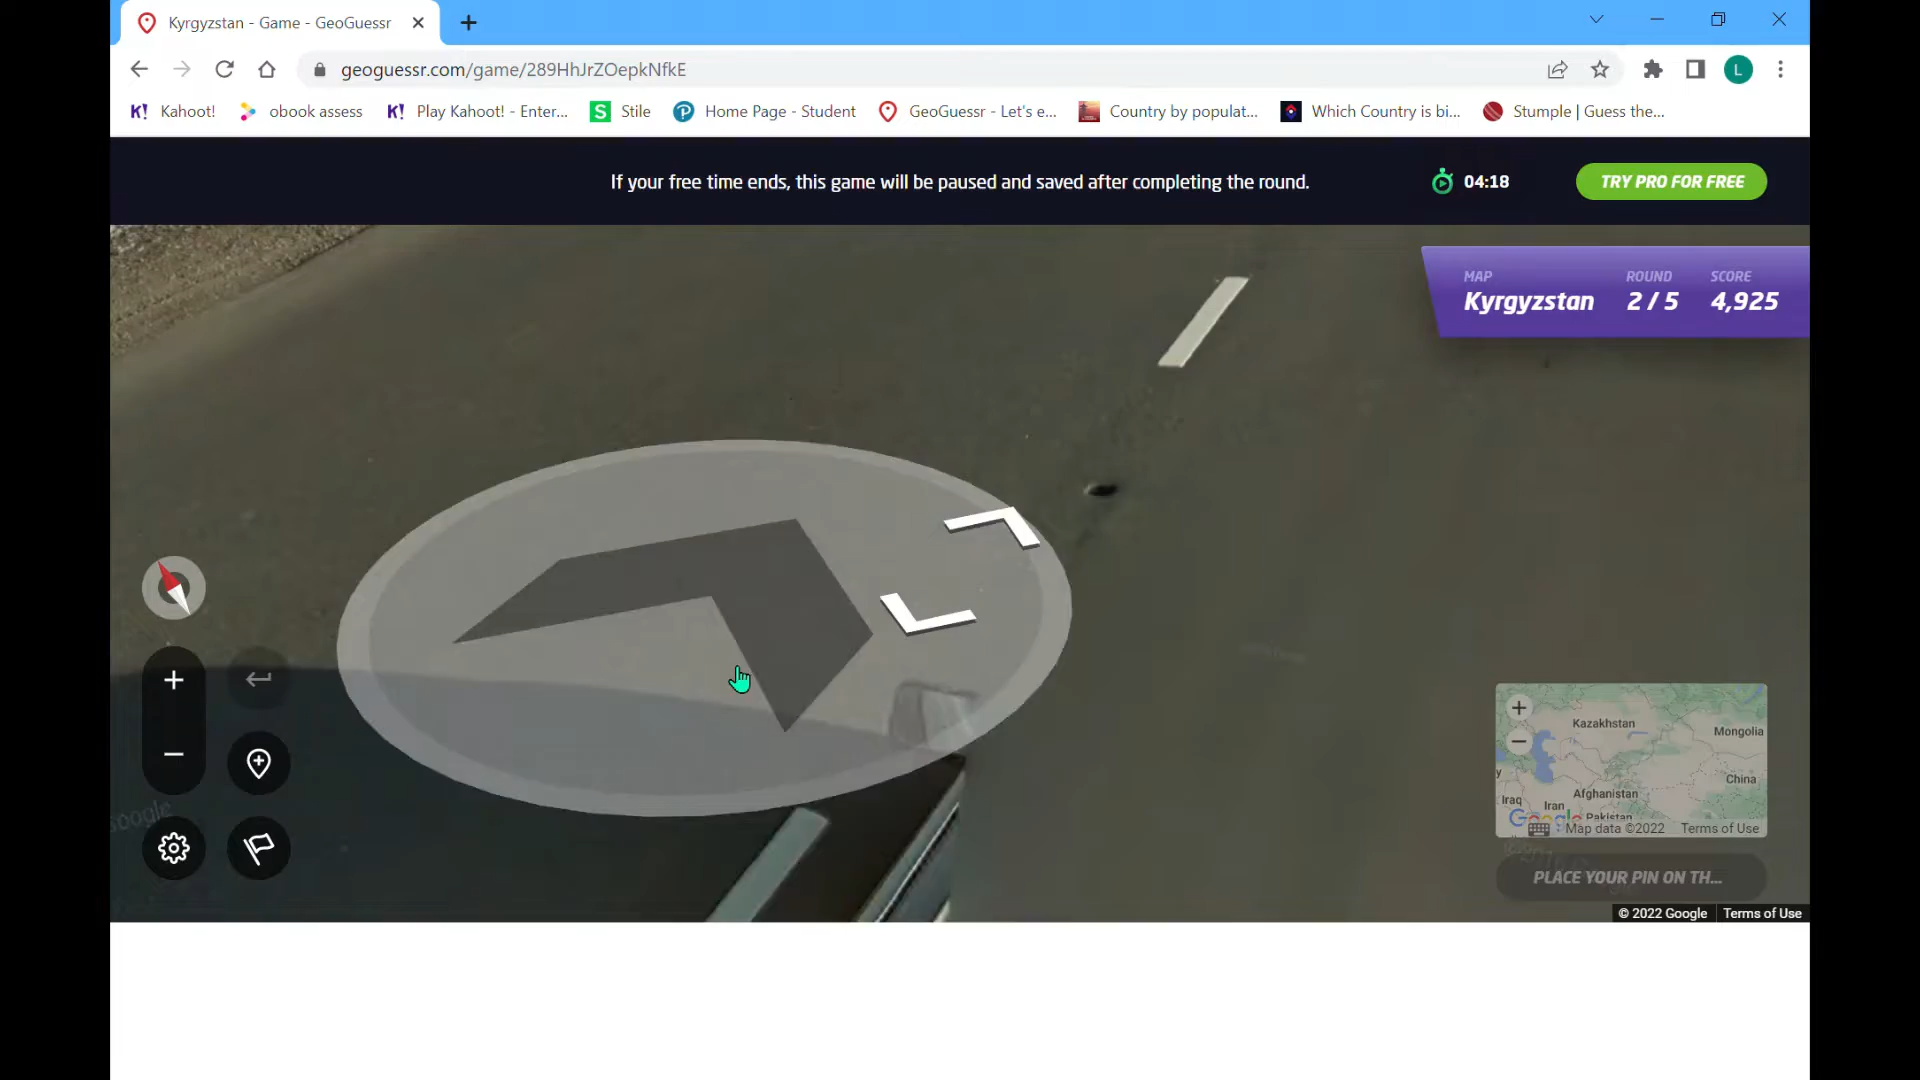 Kyrgyzstan - Game - GeoGuessr
geoguessr.com/game/289HhJrZOepkNfkE
L
K! Kahoot!
obook assess
K! Play Kahoot! - Enter...
S Stile
Home Page - Student
GeoGuessr - Let's e...
Country by populat...
Which Country is bi...
Stumple | Guess the...
If your free time ends, this game will be paused and saved after completing the round.
04:18
TRY PRO FOR FREE
MAP ROUND SCORE
Kyrgyzstan 2 / 5 4,925
Kazakhstan
Mongolia
China
Afghanistan
Iraq
Iran
Pakistan
Google
Map data ©2022 Terms of Use
PLACE YOUR PIN ON TH...
© 2022 Google Terms of Use